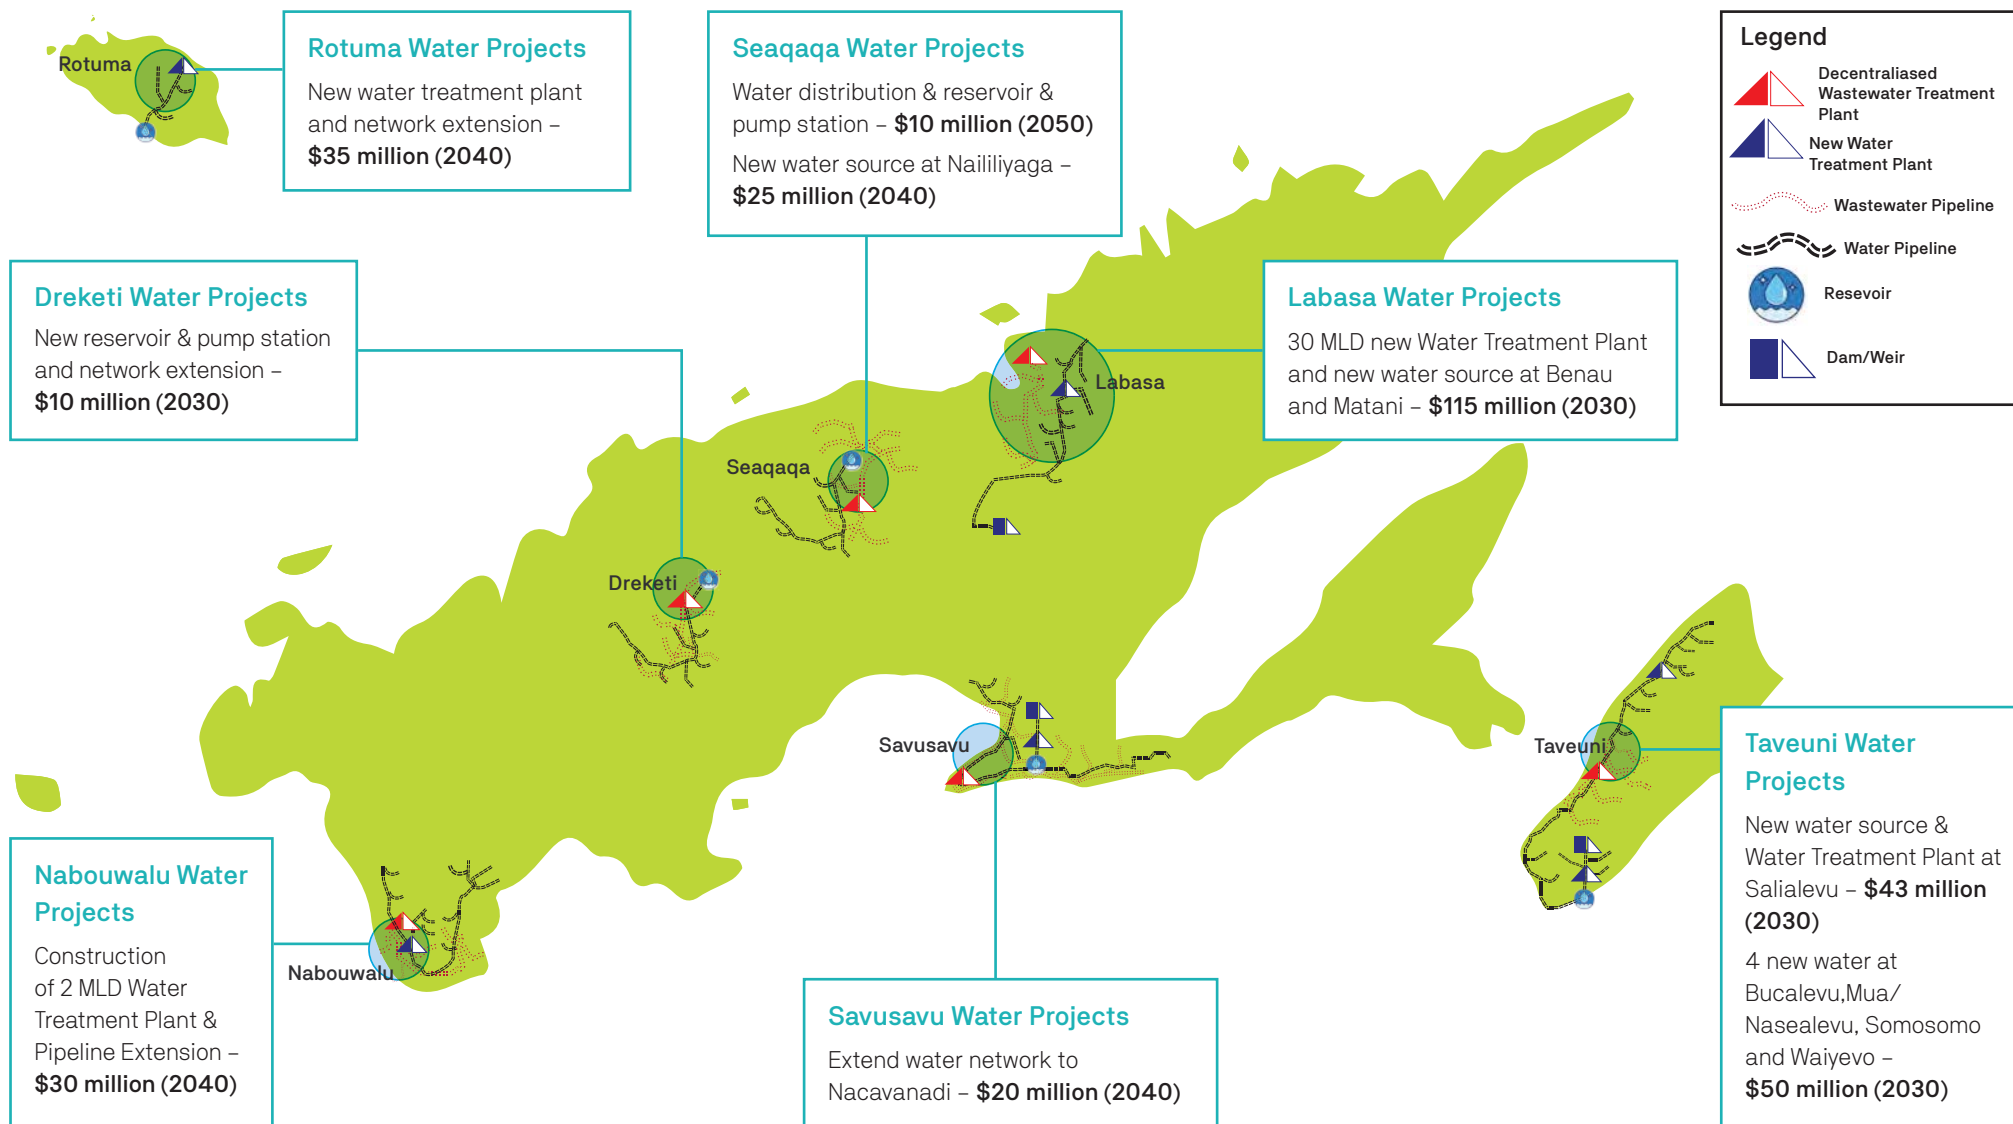 Rotuma
Rotuma Water Projects
New water treatment plant
and network extension –
$35 million (2040)
Seaqaqa Water Projects
Water distribution & reservoir &
pump station – $10 million (2050)
New water source at Naililiyaga –
$25 million (2040)
Legend
Decentraliased
Wastewater Treatment
Plant
New Water
Treatment Plant
Wastewater Pipeline
Water Pipeline
Resevoir
Dam/Weir
Dreketi Water Projects
New reservoir & pump station
and network extension –
$10 million (2030)
Labasa Water Projects
30 MLD new Water Treatment Plant
and new water source at Benau
and Matani – $115 million (2030)
Labasa
Seaqaqa
Dreketi
Savusavu
Taveuni
Nabouwalu
Taveuni Water
Projects
New water source &
Water Treatment Plant at
Salialevu – $43 million
(2030)
4 new water at
Bucalevu,Mua/
Nasealevu, Somosomo
and Waiyevo –
$50 million (2030)
Nabouwalu Water
Projects
Construction
of 2 MLD Water
Treatment Plant &
Pipeline Extension –
$30 million (2040)
Savusavu Water Projects
Extend water network to
Nacavanadi – $20 million (2040)